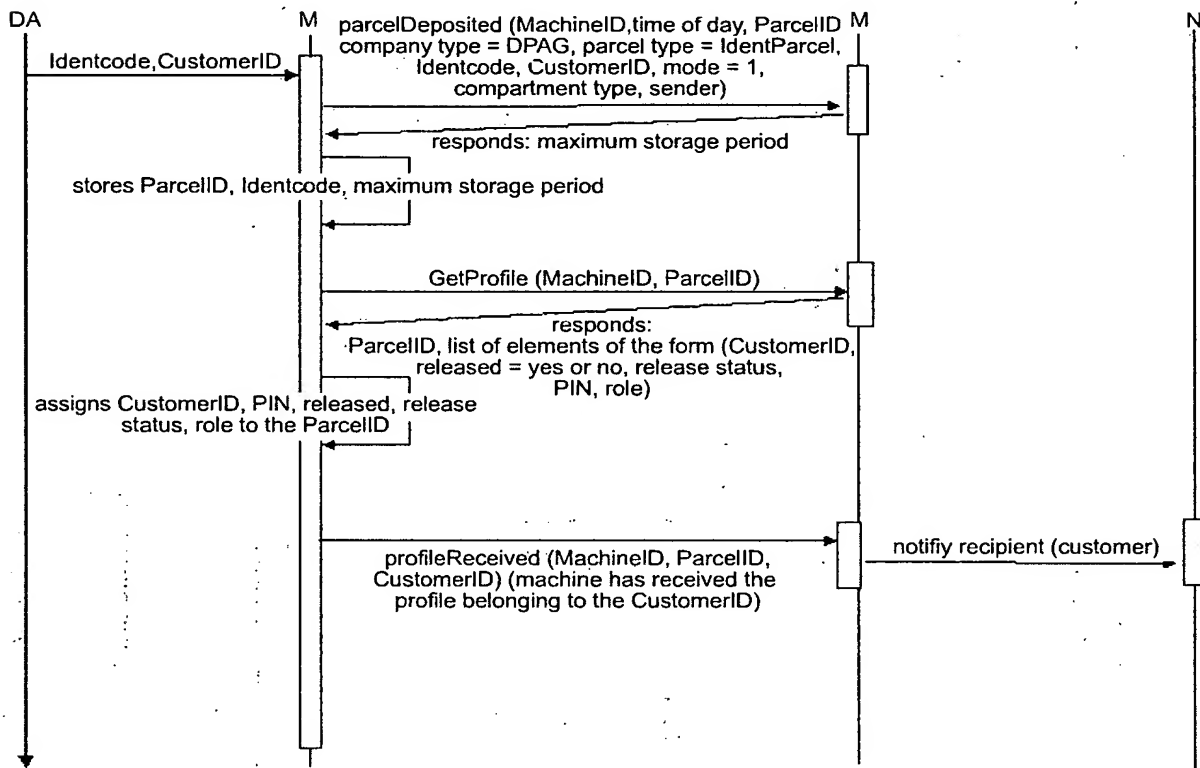 DA
M
M
N
Identcode,CustomerID
parcelDeposited (MachineID,time of day, ParcelID
company type = DPAG, parcel type = IdentParcel,
Identcode, CustomerID, mode = 1,
compartment type, sender)
responds: maximum storage period
stores ParcelID, Identcode, maximum storage period
GetProfile (MachineID, ParcelID)
responds:
ParcelID, list of elements of the form (CustomerID,
released = yes or no, release status,
PIN, role)
assigns CustomerID, PIN, released, release
status, role to the ParcelID
profileReceived (MachineID, ParcelID,
CustomerID) (machine has received the
profile belonging to the CustomerID)
notifiy recipient (customer)